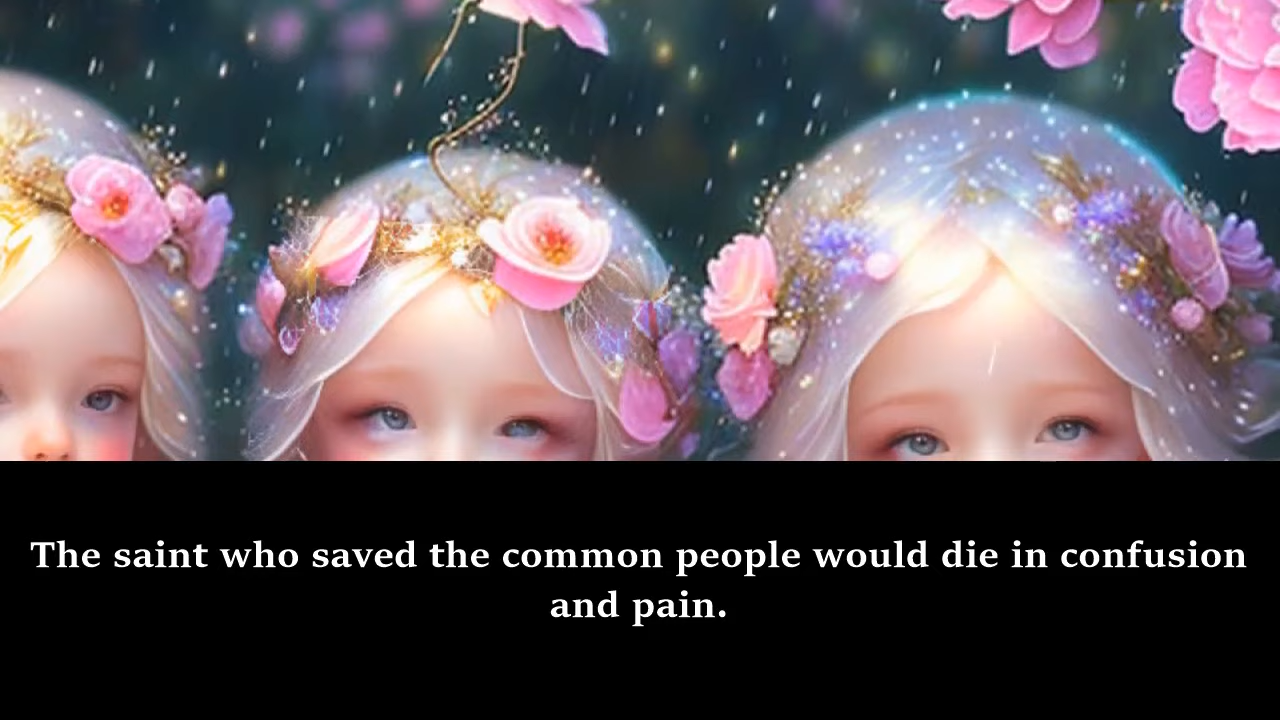 The saint who saved the common people would die in confusion
and pain.